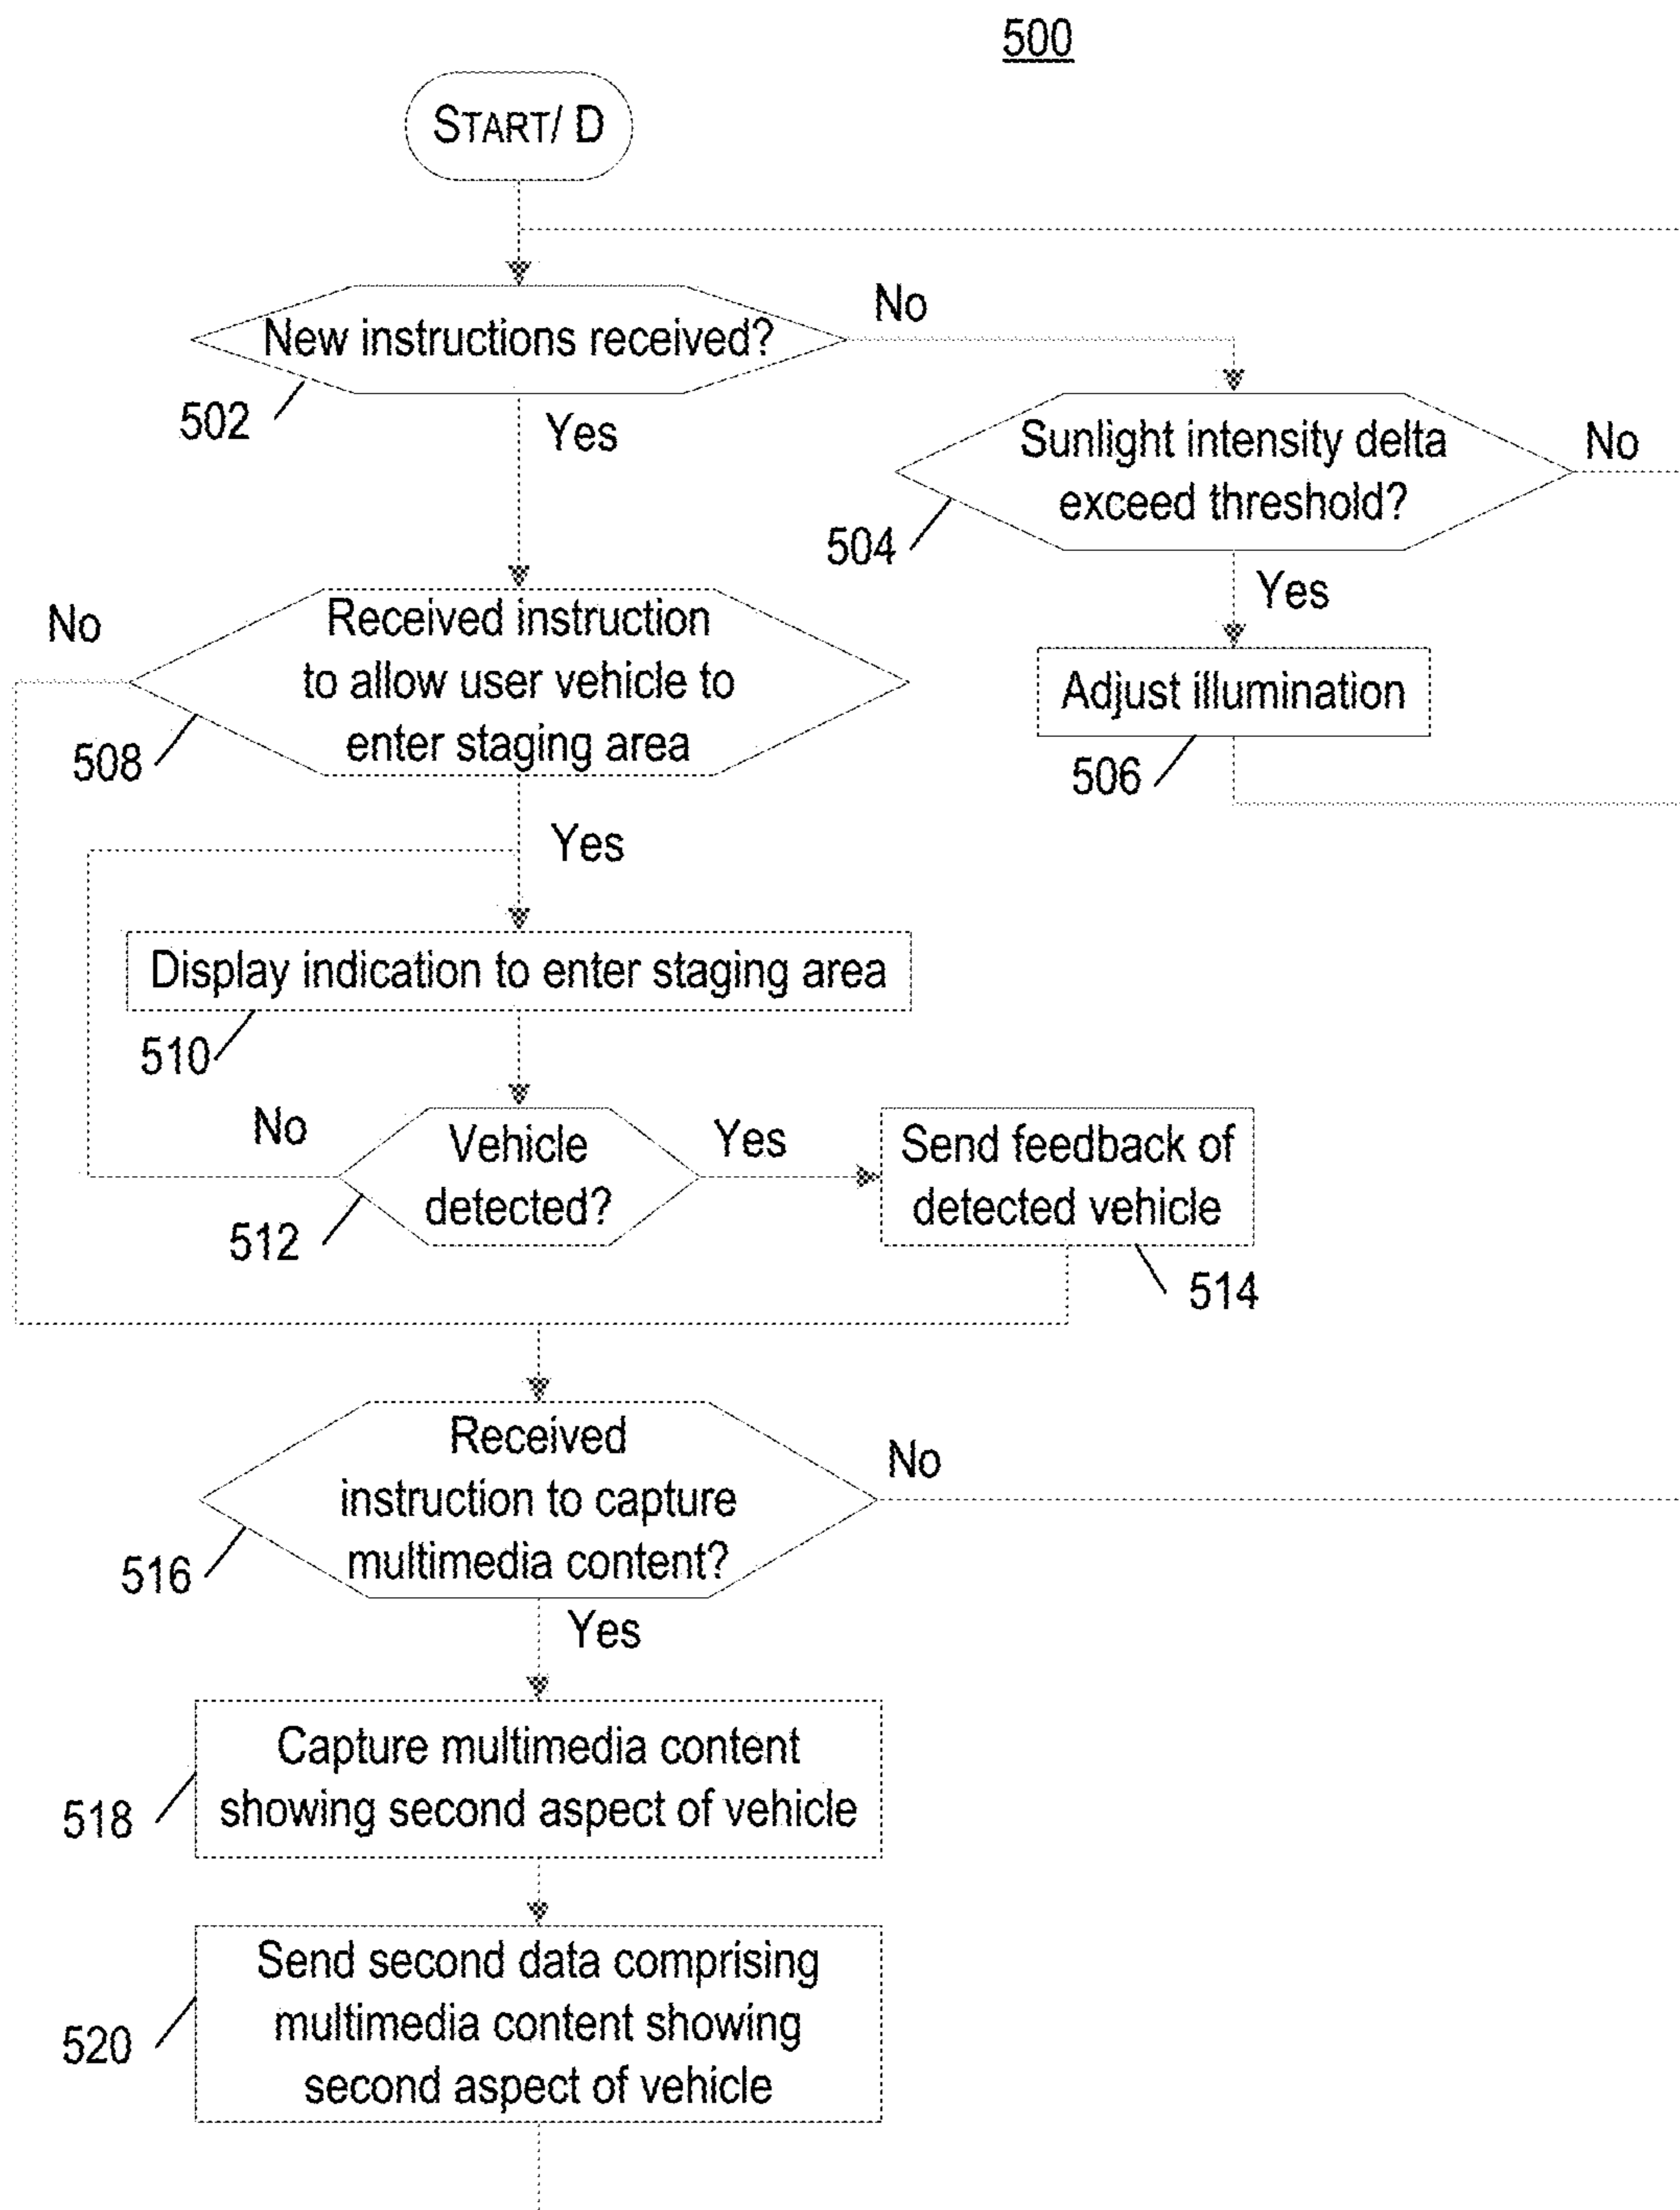 500
START/ D
New instructions received?
No
502
Yes
Sunlight intensity delta
exceed threshold?
No
504
Yes
Adjust illumination
506
No
Received instruction
to allow user vehicle to
enter staging area
508
Yes
Display indication to enter staging area
510
No
Vehicle
detected?
Yes
512
Send feedback of
detected vehicle
514
Received
instruction to capture
multimedia content?
No
516
Yes
Capture multimedia content
showing second aspect of vehicle
518
Send second data comprising
multimedia content showing
second aspect of vehicle
520